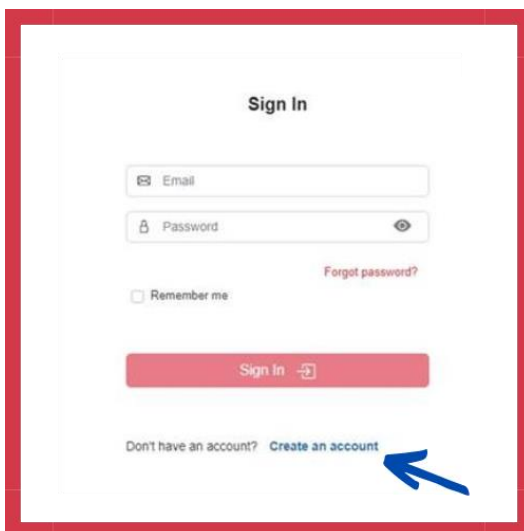 Sign In
Email
Password
Forgot password?
Remember me
Sign In
Don't have an account? Create an account